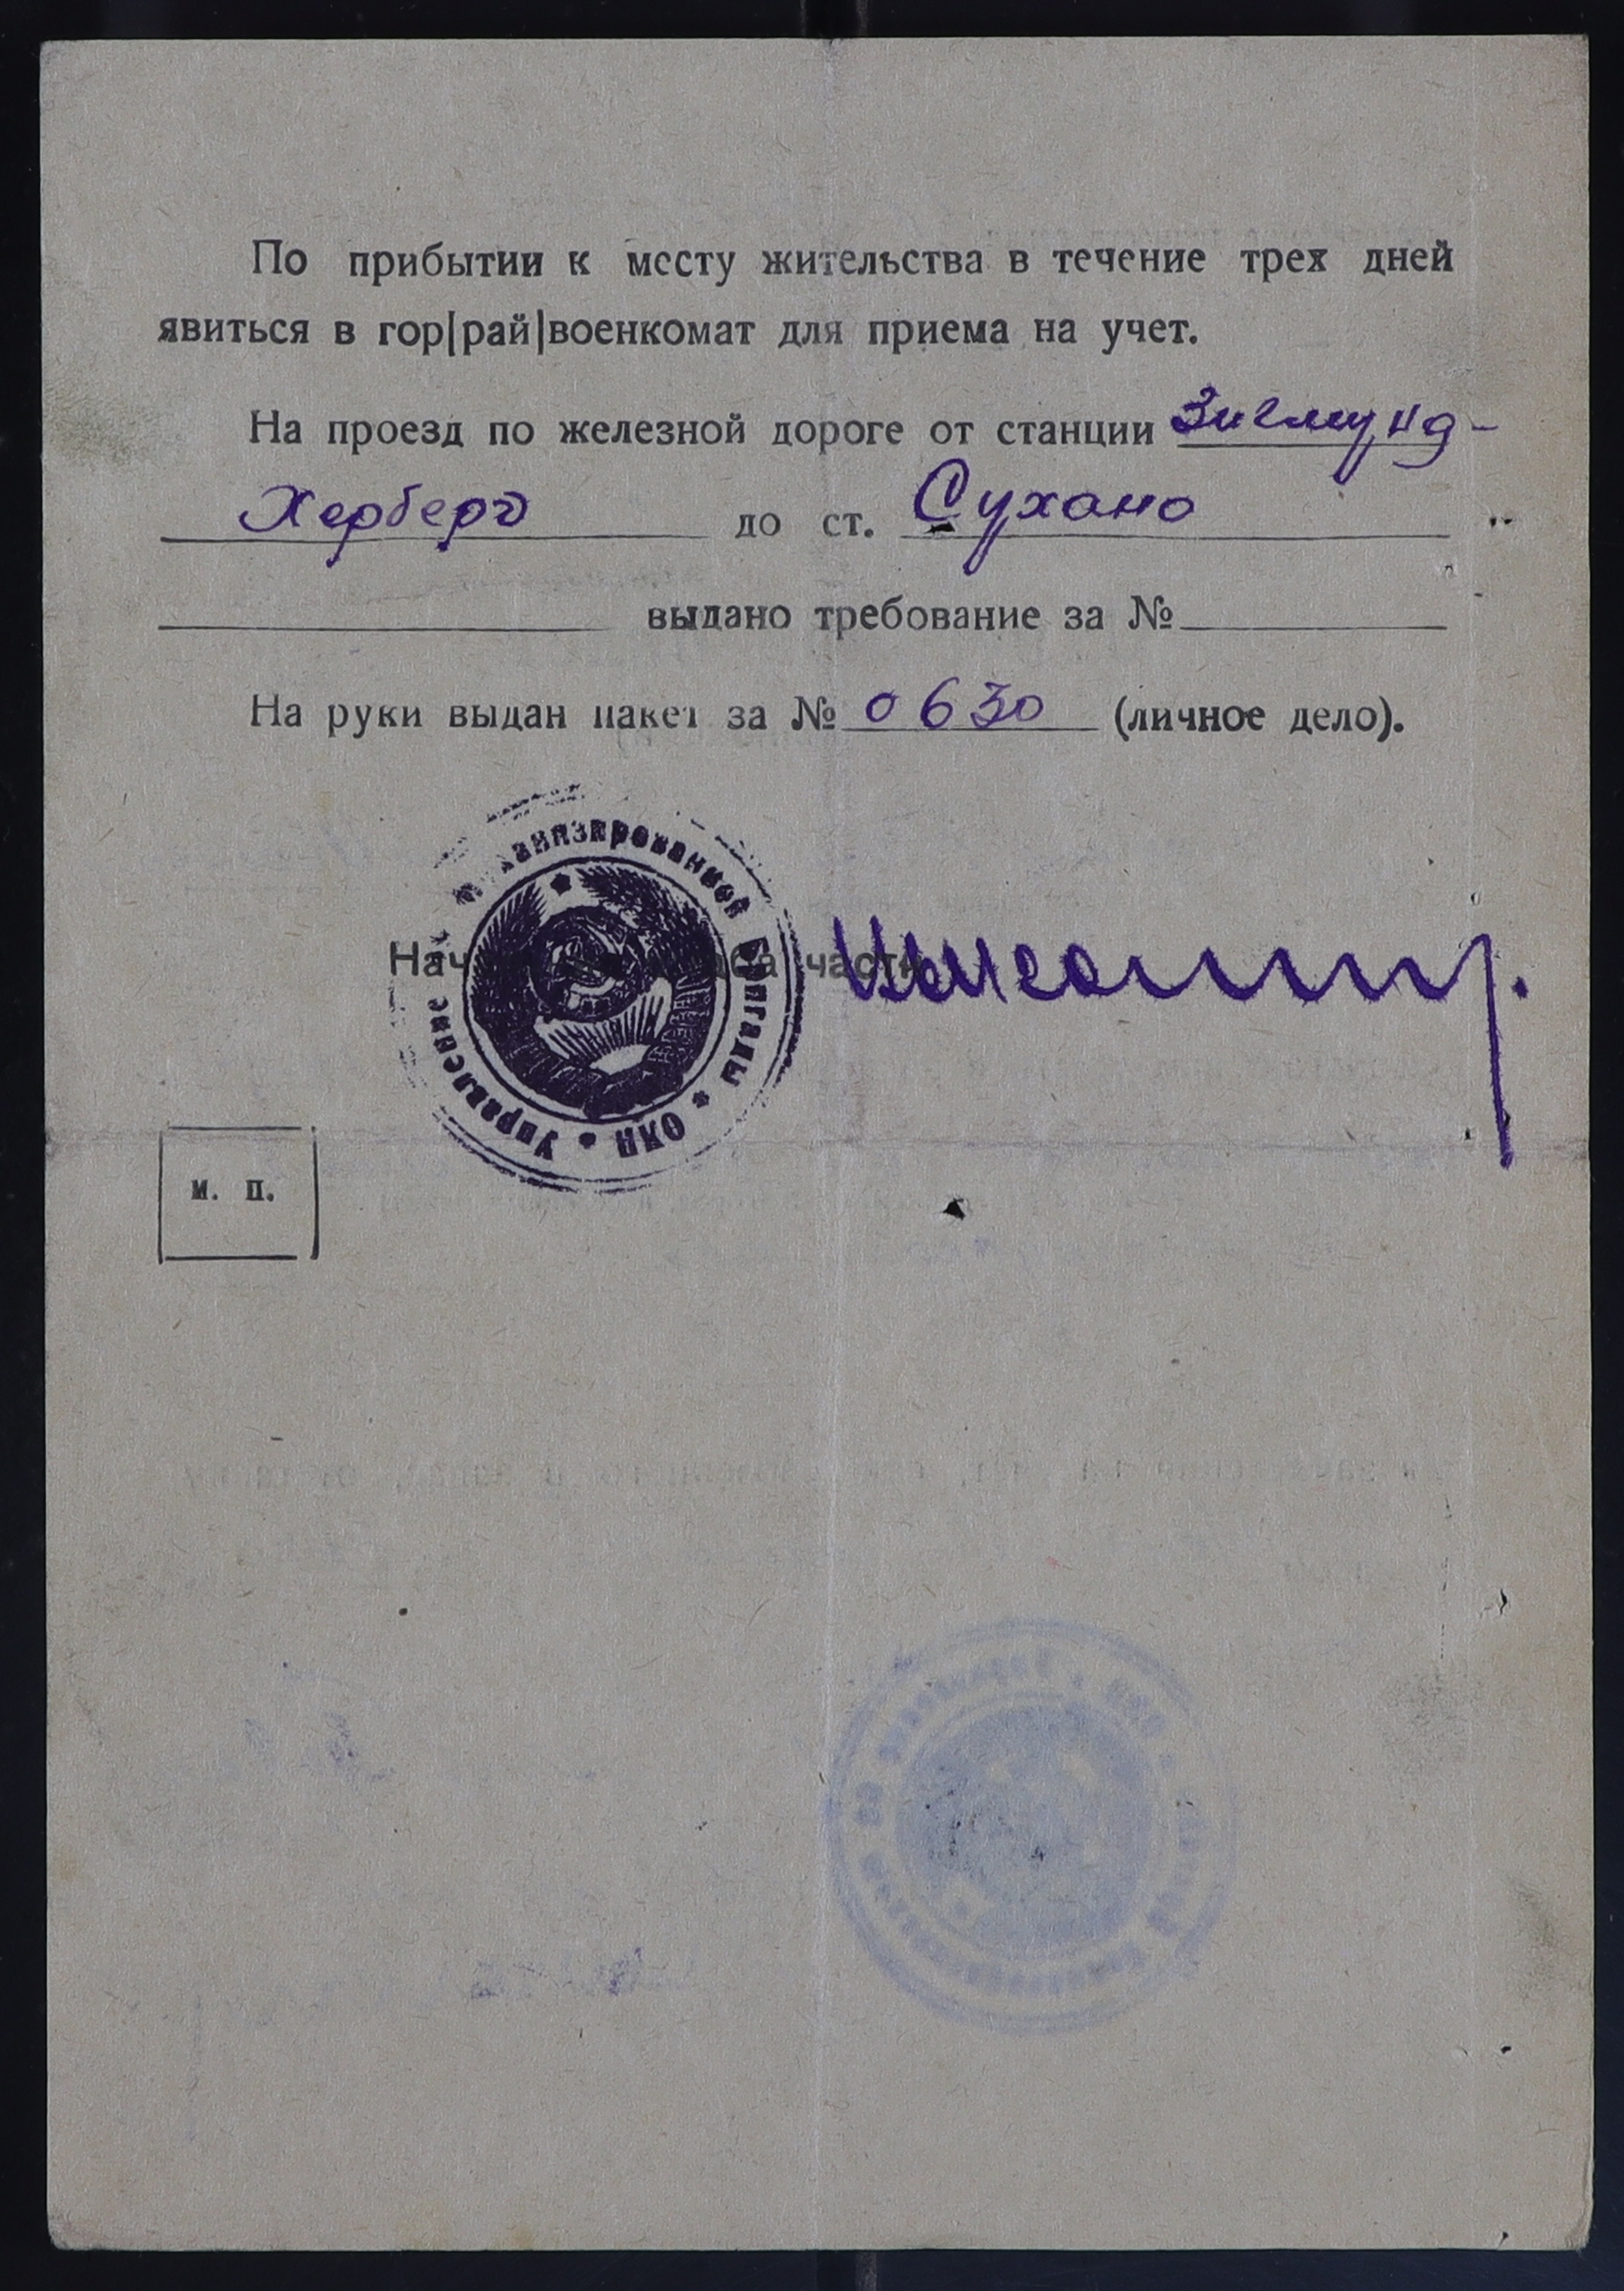 По прибытии к месту жительства в течение трех дней
явиться в гор|рай|военкомат для приема на учет.
На проезд по железной дороге от станции Зигмунд-
Херберг до ст. Сухано
выдано требование за №
На руки выдан пакет за № 0630 (личное дело).
Управление механизированной бригады * НКО *
Нач части
м. п.